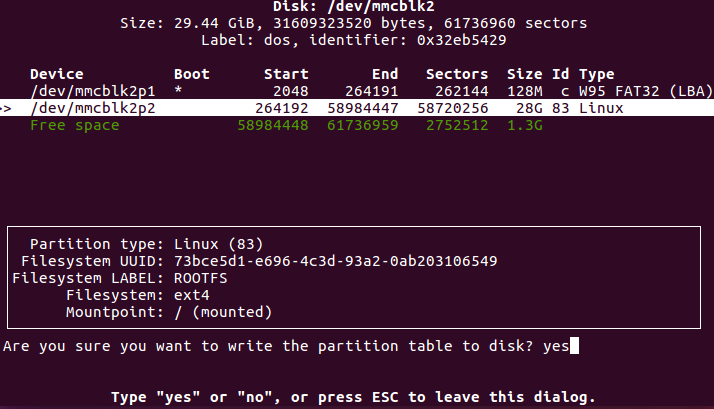 Disk: /dev/mmcblk2
Size: 29.44 GiB, 31609323520 bytes, 61736960 sectors
Label: dos, identifier: 0x32eb5429
Device Boot Start End Sectors Size Id Type
/dev/mmcblk2p1 * 2048 264191 262144 128M c W95 FAT32 (LBA)
>> /dev/mmcblk2p2 264192 58984447 58720256 28G 83 Linux
Free space 58984448 61736959 2752512 1.3G
Partition type: Linux (83)
Filesystem UUID: 73bce5d1-e696-4c3d-93a2-0ab203106549
Filesystem LABEL: ROOTFS
Filesystem: ext4
Mountpoint: / (mounted)
Are you sure you want to write the partition table to disk? yes
Type "yes" or "no", or press ESC to leave this dialog.